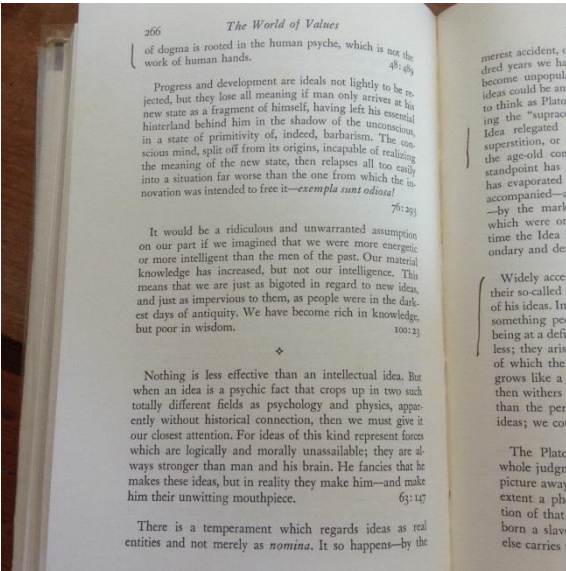 266
The World of Values
of dogma is rooted in the human psyche, which is not the
work of human hands.
48:489
Progress and development are ideals not lightly to be re-
jected, but they lose all meaning if man only arrives at his
new state as a fragment of himself, having left his essential
hinterland behind him in the shadow of the unconscious,
in a state of primitivity of, indeed, barbarism. The con-
scious mind, split off from its origins, incapable of realizing
the meaning of the new state, then relapses all too easily
into a situation far worse than the one from which the in-
novation was intended to free it—exempla sunt odiosa!
76:293
It would be a ridiculous and unwarranted assumption
on our part if we imagined that we were more energetic
or more intelligent than the men of the past. Our material
knowledge has increased, but not our intelligence. This
means that we are just as bigoted in regard to new ideas,
and just as impervious to them, as people were in the dark-
est days of antiquity. We have become rich in knowledge,
but poor in wisdom.
100:23
Nothing is less effective than an intellectual idea. But
when an idea is a psychic fact that crops up in two such
totally different fields as psychology and physics, appar-
ently without historical connection, then we must give it
our closest attention. For ideas of this kind represent forces
which are logically and morally unassailable; they are al-
ways stronger than man and his brain. He fancies that he
makes these ideas, but in reality they make him—and make
him their unwitting mouthpiece.
63:147
There is a temperament which regards ideas as real
entities and not merely as nomina. It so happens—by the
merest accident,
dred years we ha
become unpopul
ideas could be an
to think as Plato
ing the "suprac
Idea relegated
superstition, or
the age-old con
standpoint has
has evaporated
accompanied—
—by the mark
which were o
time the Idea
ondary and de
Widely acce
their so-called
of his ideas. In
something pe
being at a defi
less; they aris
of which the
grows like a
then withers
than the per
ideas; we co
The Plato
whole judgm
picture away
extent a ph
tion of that
born a slav
else carries